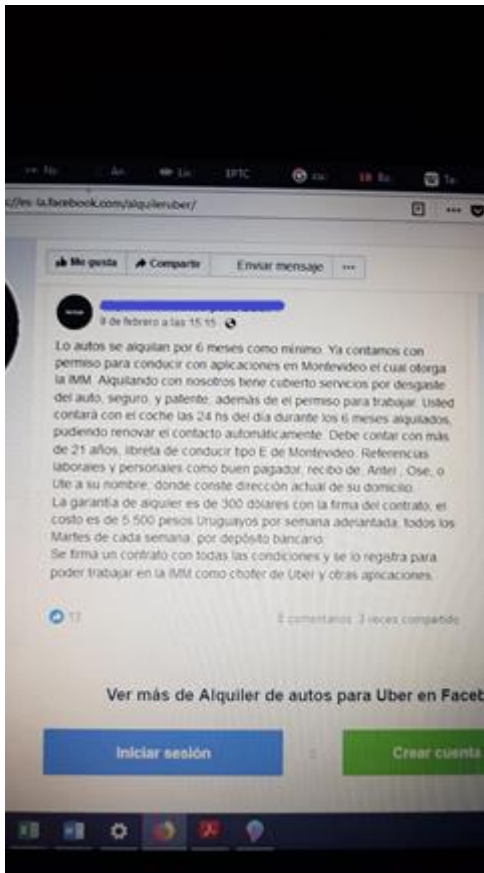 IPTC
://es-la.facebook.com/alquileruber/
Me gusta
Compartir
Enviar mensaje
9 de febrero a las 15:15
Lo autos se alquilan por 6 meses como minimo. Ya contamos con
permiso para conducir con aplicaciones en Montevideo el cual otorga
la IMM. Alquilando con nosotros tiene cubierto servicios por desgaste
del auto, seguro, y patente, además de el permiso para trabajar. Usted
contará con el coche las 24 hs del día durante los 6 meses alquilados,
pudiendo renovar el contacto automáticamente. Debe contar con más
de 21 años, libreta de conducir tipo E de Montevideo. Referencias
laborales y personales como buen pagador, recibo de: Antel , Ose, o
Ute a su nombre, donde conste dirección actual de su domicilio.
La garantía de alquiler es de 300 dólares con la firma del contrato, el
costo es de 5.500 pesos Uruguayos por semana adelantada, todos los
Martes de cada semana, por depósito bancario.
Se firma un contrato con todas las condiciones y se lo registra para
poder trabajar en la IMM como chofer de Uber y otras aplicaciones.
13
comentarios 3 veces compartido
Ver más de Alquiler de autos para Uber en Faceb
Iniciar sesión
Crear cuenta